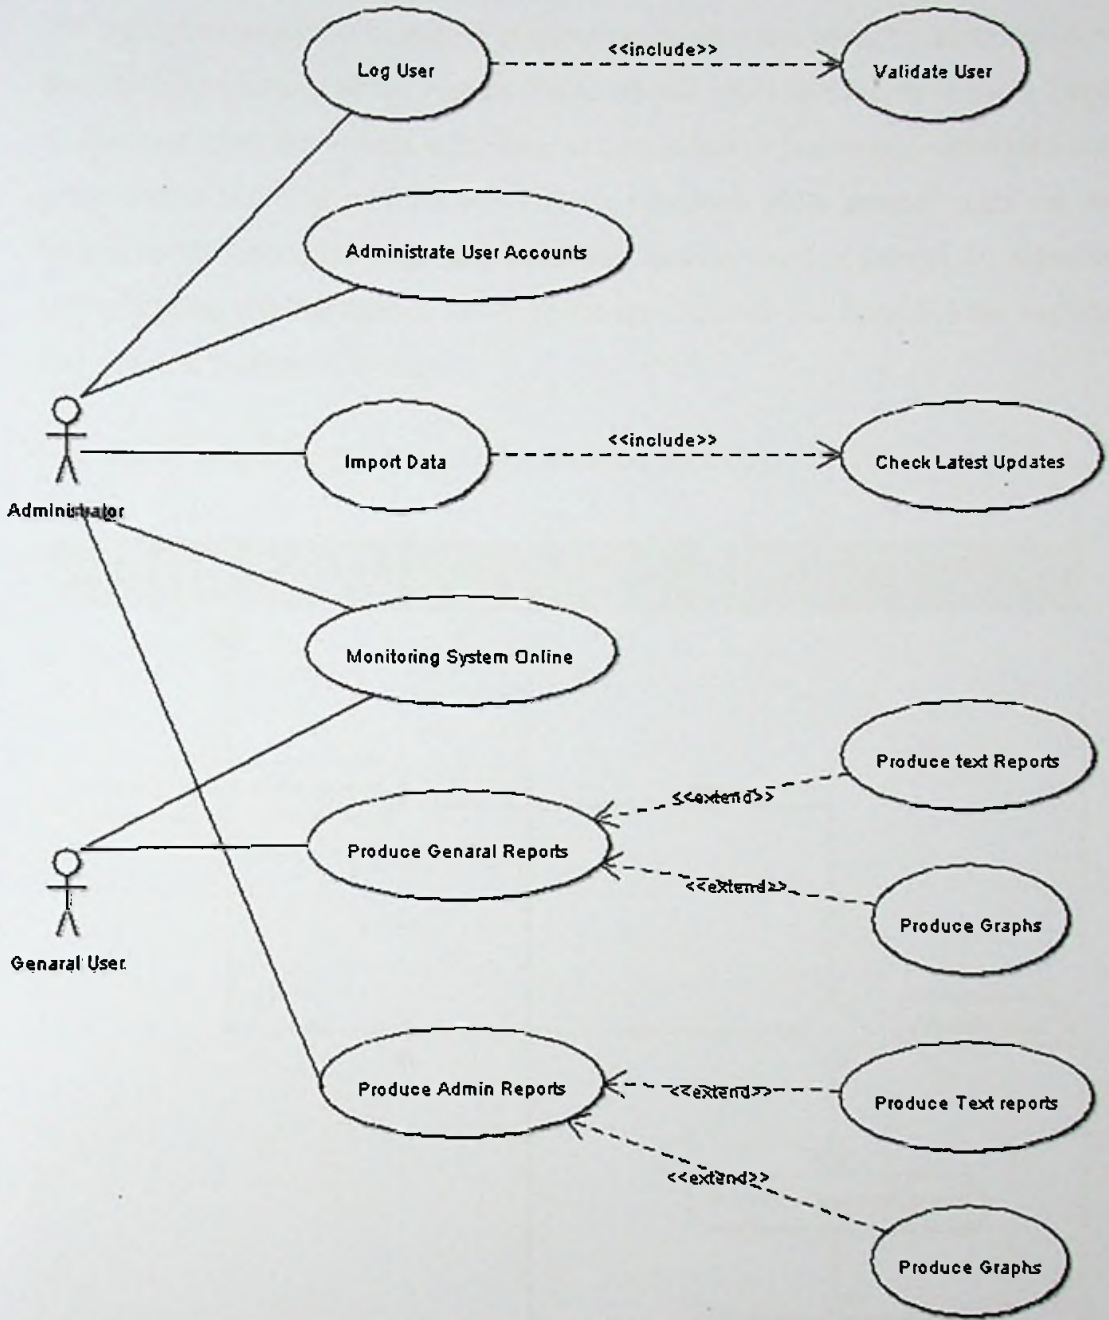 Log User
<<include>>
Validate User
Administrate User Accounts
Import Data
<<include>>
Check Latest Updates
Administrator
Monitoring System Online
Produce text Reports
<<extend>>
Produce Genaral Reports
<<extend>>
Produce Graphs
Genaral User
Produce Admin Reports
<<extend>>
Produce Text reports
<<extend>>
Produce Graphs